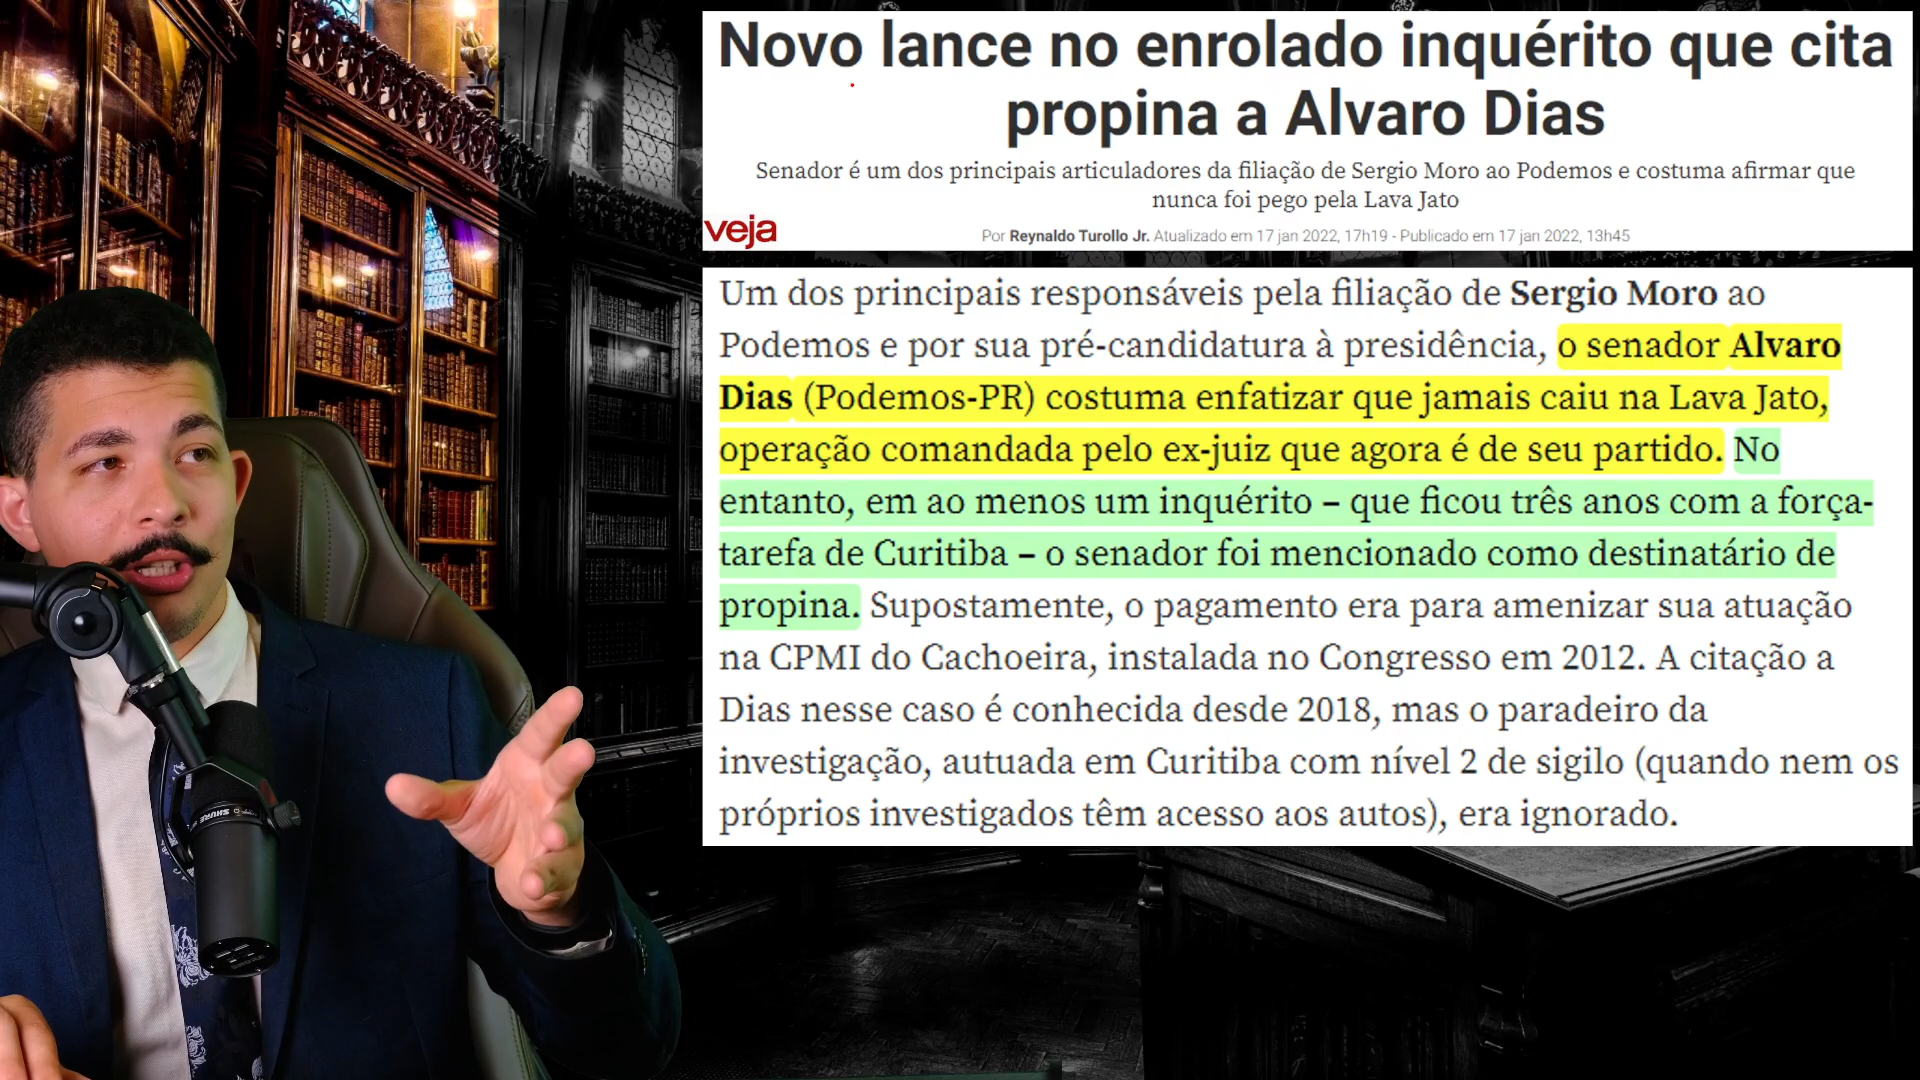 Novo lance no enrolado inquérito que cita
propina a Alvaro Dias
Senador é um dos principais articuladores da filiação de Sergio Moro ao Podemos e costuma afirmar que
nunca foi pego pela Lava Jato
veja
Por Reynaldo Turollo Jr. Atualizado em 17 jan 2022, 17h19 - Publicado em 17 jan 2022, 13h45
Um dos principais responsáveis pela filiação de Sergio Moro ao
Podemos e por sua pré-candidatura à presidência, o senador Alvaro
Dias (Podemos-PR) costuma enfatizar que jamais caiu na Lava Jato,
operação comandada pelo ex-juiz que agora é de seu partido. No
entanto, em ao menos um inquérito – que ficou três anos com a força-
tarefa de Curitiba – o senador foi mencionado como destinatário de
propina. Supostamente, o pagamento era para amenizar sua atuação
na CPMI do Cachoeira, instalada no Congresso em 2012. A citação a
Dias nesse caso é conhecida desde 2018, mas o paradeiro da
investigação, autuada em Curitiba com nível 2 de sigilo (quando nem os
próprios investigados têm acesso aos autos), era ignorado.
SHURE